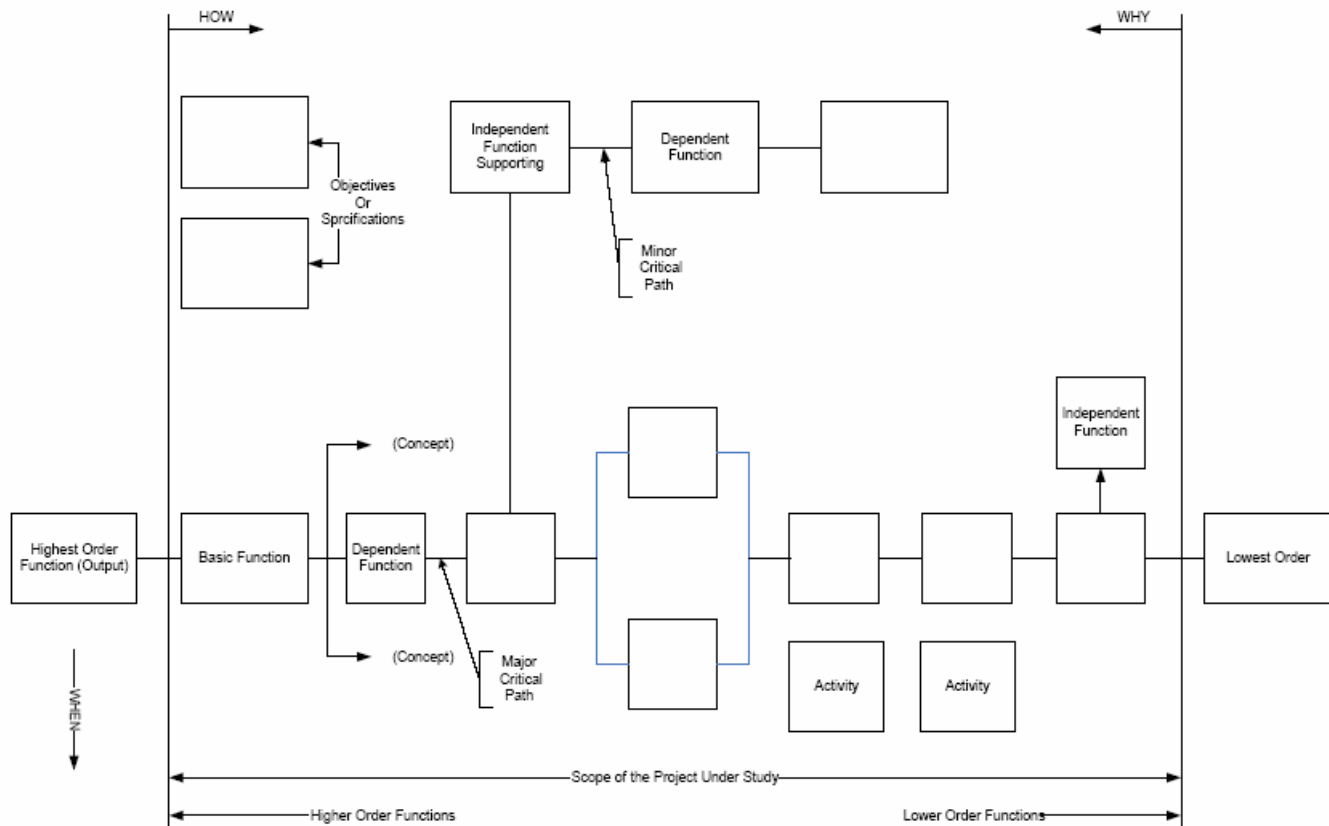 HOW
WHY
Independent
Function
Supporting
Dependent
Function
Objectives
Or
Sprcifications
Minor
Critical
Path
Independent
Function
(Concept)
Highest Order
Function (Output)
Basic Function
Dependent
Function
Lowest Order
(Concept)
Major
Critical
Path
Activity
Activity
WHEN
Scope of the Project Under Study
Higher Order Functions
Lower Order Functions